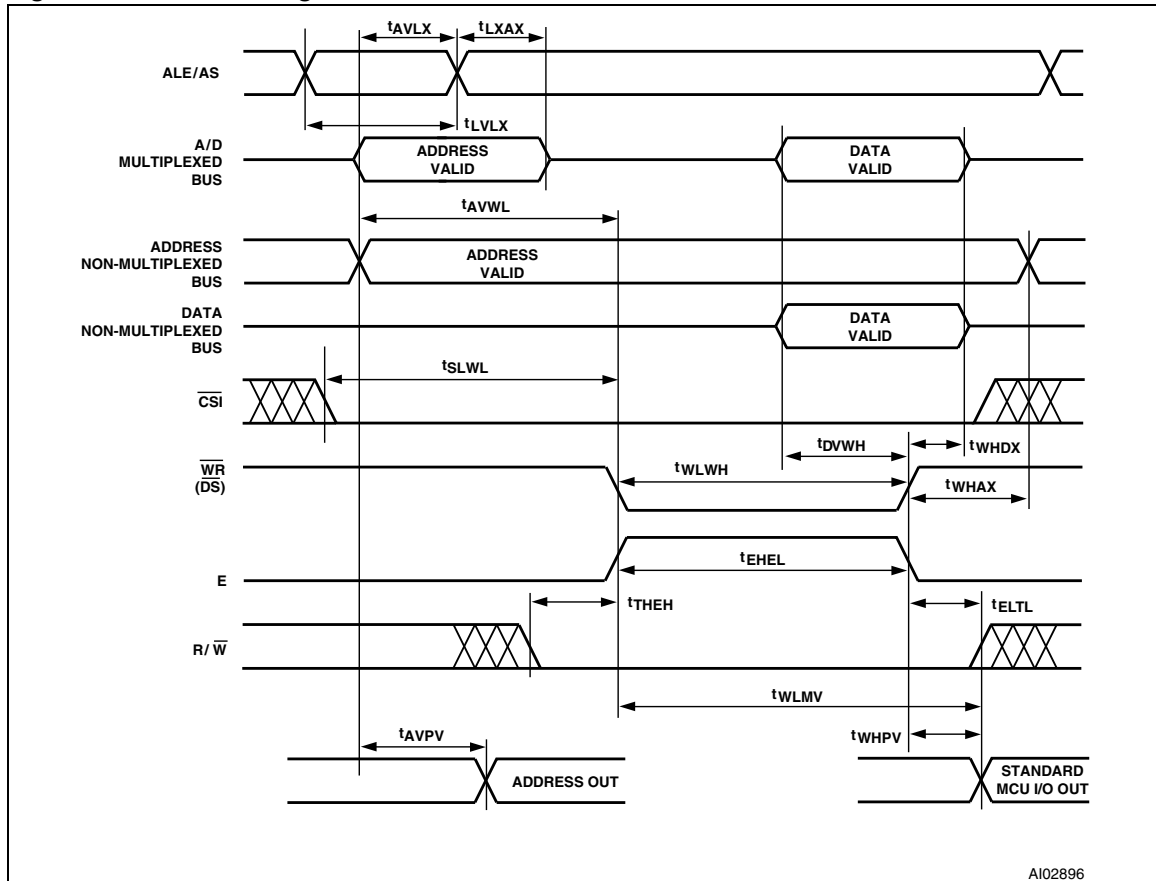 tAVLX tLXAX
ALE/AS
tLVLX
A/D
MULTIPLEXED
BUS
ADDRESS
VALID
DATA
VALID
tAVWL
ADDRESS
NON-MULTIPLEXED
BUS
ADDRESS
VALID
DATA
NON-MULTIPLEXED
BUS
DATA
VALID
tSLWL
CSI
tDVWH tWHDX
WR
(DS)
tWLWH
tWHAX
tEHEL
E
tTHEH tELTL
R/ W
tWLMV
tAVPV tWHPV
ADDRESS OUT
STANDARD
MCU I/O OUT
AI02896